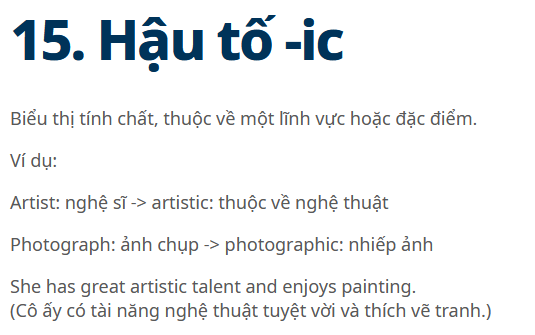 15. Hậu tố -ic
Biểu thị tính chất, thuộc về một lĩnh vực hoặc đặc điểm.
Ví dụ:
Artist: nghệ sĩ -> artistic: thuộc về nghệ thuật
Photograph: ảnh chụp -> photographic: nhiếp ảnh
She has great artistic talent and enjoys painting.
(Cô ấy có tài năng nghệ thuật tuyệt vời và thích vẽ tranh.)